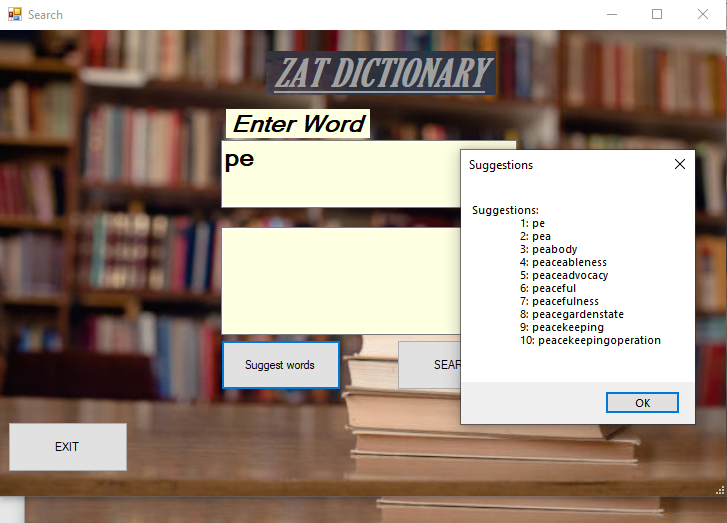 Search
ZAT DICTIONARY
Enter Word
pe
Suggestions
Suggestions:
1: pe
2: pea
3: peabody
4: peaceableness
5: peaceadvocacy
6: peaceful
7: peacefulness
8: peacegardenstate
9: peacekeeping
10: peacekeepingoperation
OK
Suggest words
SEA
EXIT